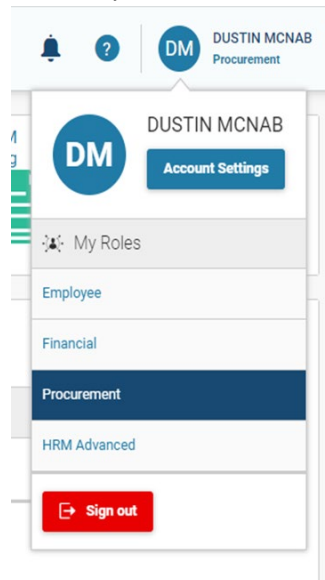 ?
DM
DUSTIN MCNAB
Procurement
DM
DUSTIN MCNAB
Account Settings
My Roles
Employee
Financial
Procurement
HRM Advanced
Sign out